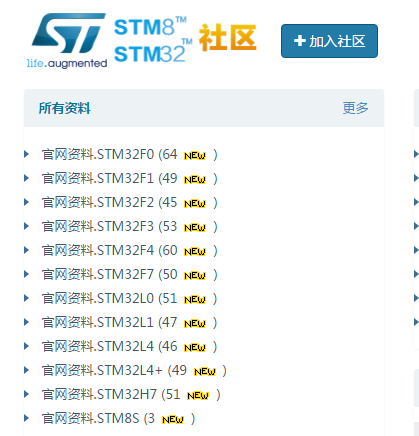 STM8™
STM32™
社区
life.augmented
加入社区
所有资料
更多
官网资料.STM32F0 (64 NEW )
官网资料.STM32F1 (49 NEW )
官网资料.STM32F2 (45 NEW )
官网资料.STM32F3 (53 NEW )
官网资料.STM32F4 (60 NEW )
官网资料.STM32F7 (50 NEW )
官网资料.STM32L0 (51 NEW )
官网资料.STM32L1 (47 NEW )
官网资料.STM32L4 (46 NEW )
官网资料.STM32L4+ (49 NEW )
官网资料.STM32H7 (51 NEW )
官网资料.STM8S (3 NEW )